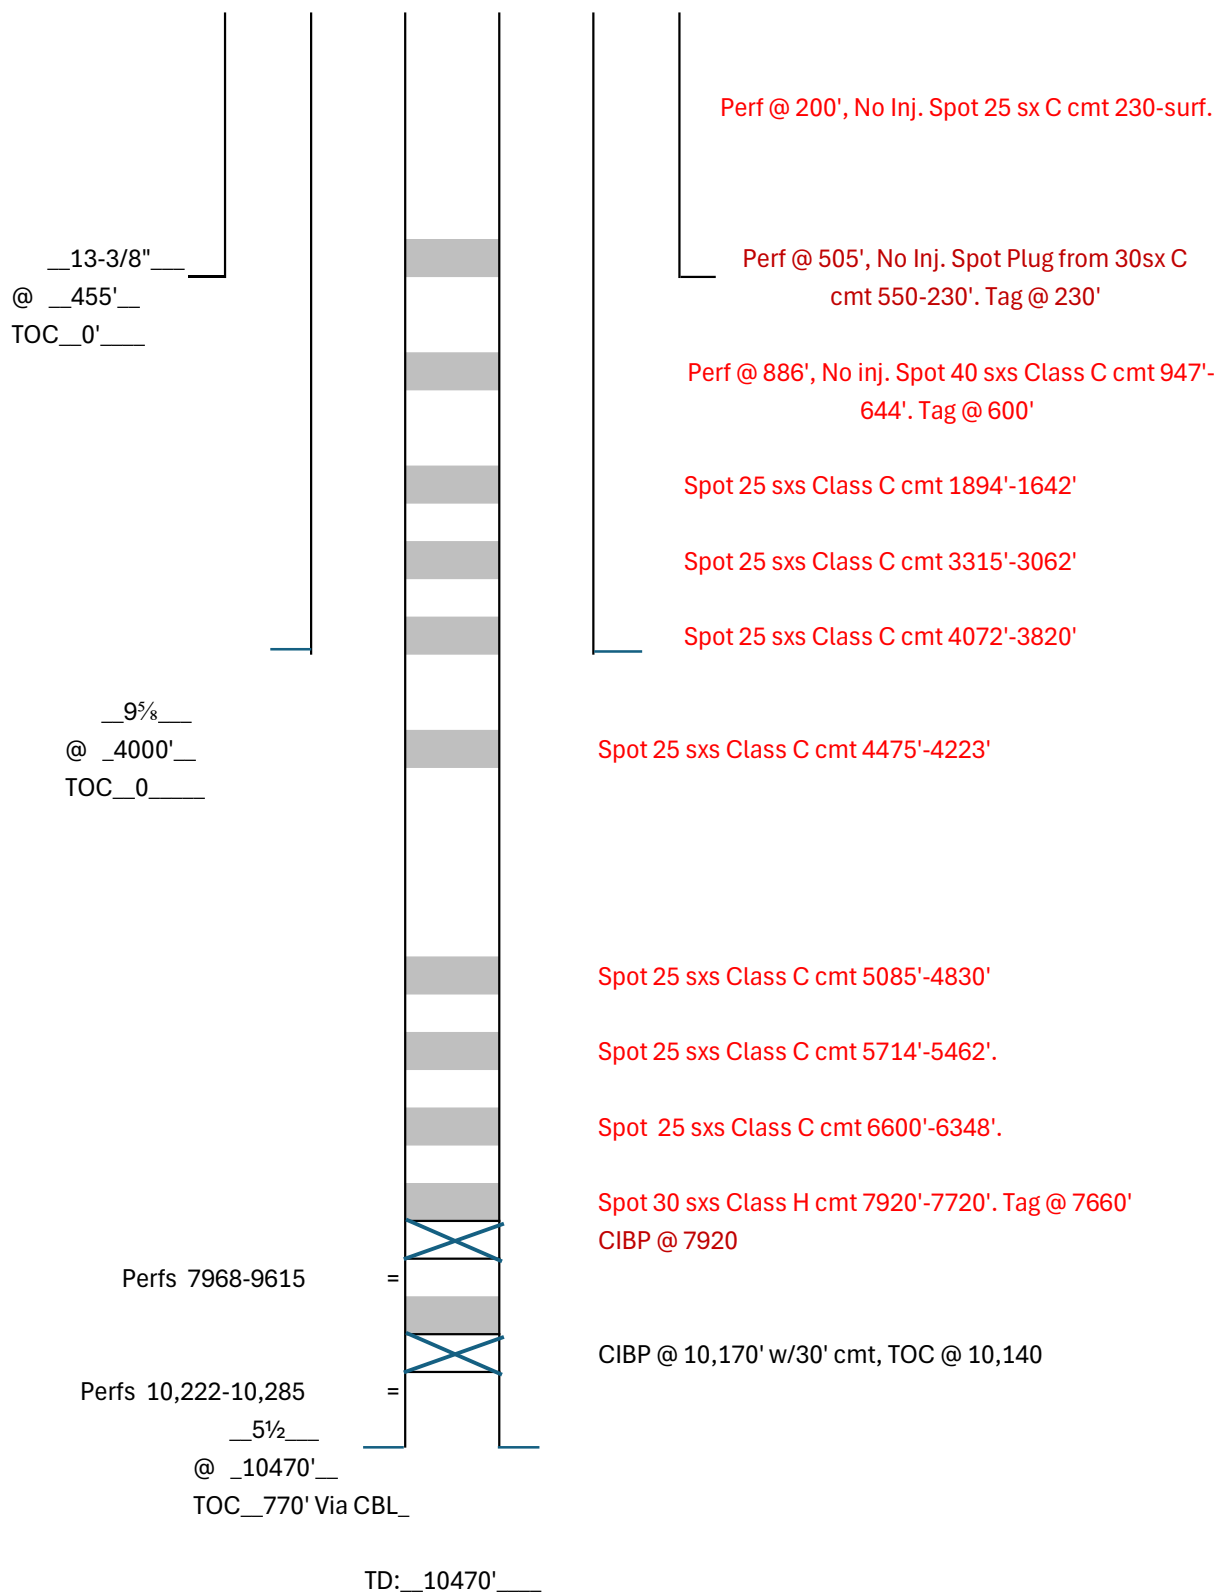 Perf @ 200', No Inj. Spot 25 sx C cmt 230-surf.
__13-3/8"___
@ __455'__
TOC__0'____
Perf @ 505', No Inj. Spot Plug from 30sx C
cmt 550-230'. Tag @ 230'
Perf @ 886', No inj. Spot 40 sxs Class C cmt 947'-
644'. Tag @ 600'
Spot 25 sxs Class C cmt 1894'-1642'
Spot 25 sxs Class C cmt 3315'-3062'
Spot 25 sxs Class C cmt 4072'-3820'
__9⅝___
@ _4000'__
TOC__0_____
Spot 25 sxs Class C cmt 4475'-4223'
Spot 25 sxs Class C cmt 5085'-4830'
Spot 25 sxs Class C cmt 5714'-5462'.
Spot  25 sxs Class C cmt 6600'-6348'.
Spot 30 sxs Class H cmt 7920'-7720'. Tag @ 7660'
CIBP @ 7920
Perfs  7968-9615 =
CIBP @ 10,170' w/30' cmt, TOC @ 10,140
Perfs  10,222-10,285 =
__5½___
@ _10470'__
TOC__770' Via CBL_
TD:__10470'____